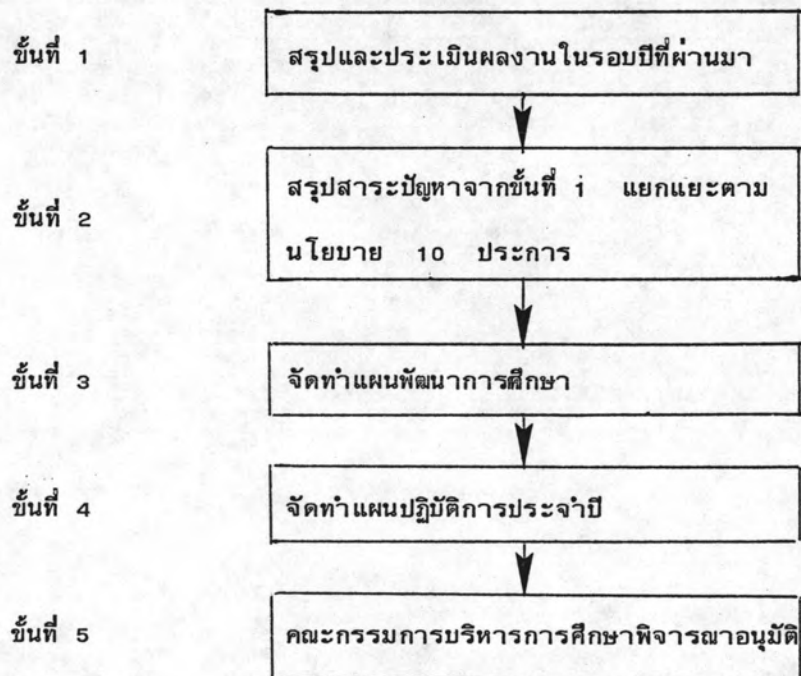 ขั้นที่ 1 สรุปและประเมินผลงานในรอบปีที่ผ่านมา
ขั้นที่ 2 สรุปสาระปัญหาจากขั้นที่ 1 แยกแยะตาม
นโยบาย 10 ประการ
ขั้นที่ 3 จัดทำแผนพัฒนาการศึกษา
ขั้นที่ 4 จัดทำแผนปฏิบัติการประจำปี
ขั้นที่ 5 คณะกรรมการบริหารการศึกษาพิจารณาอนุมัติ